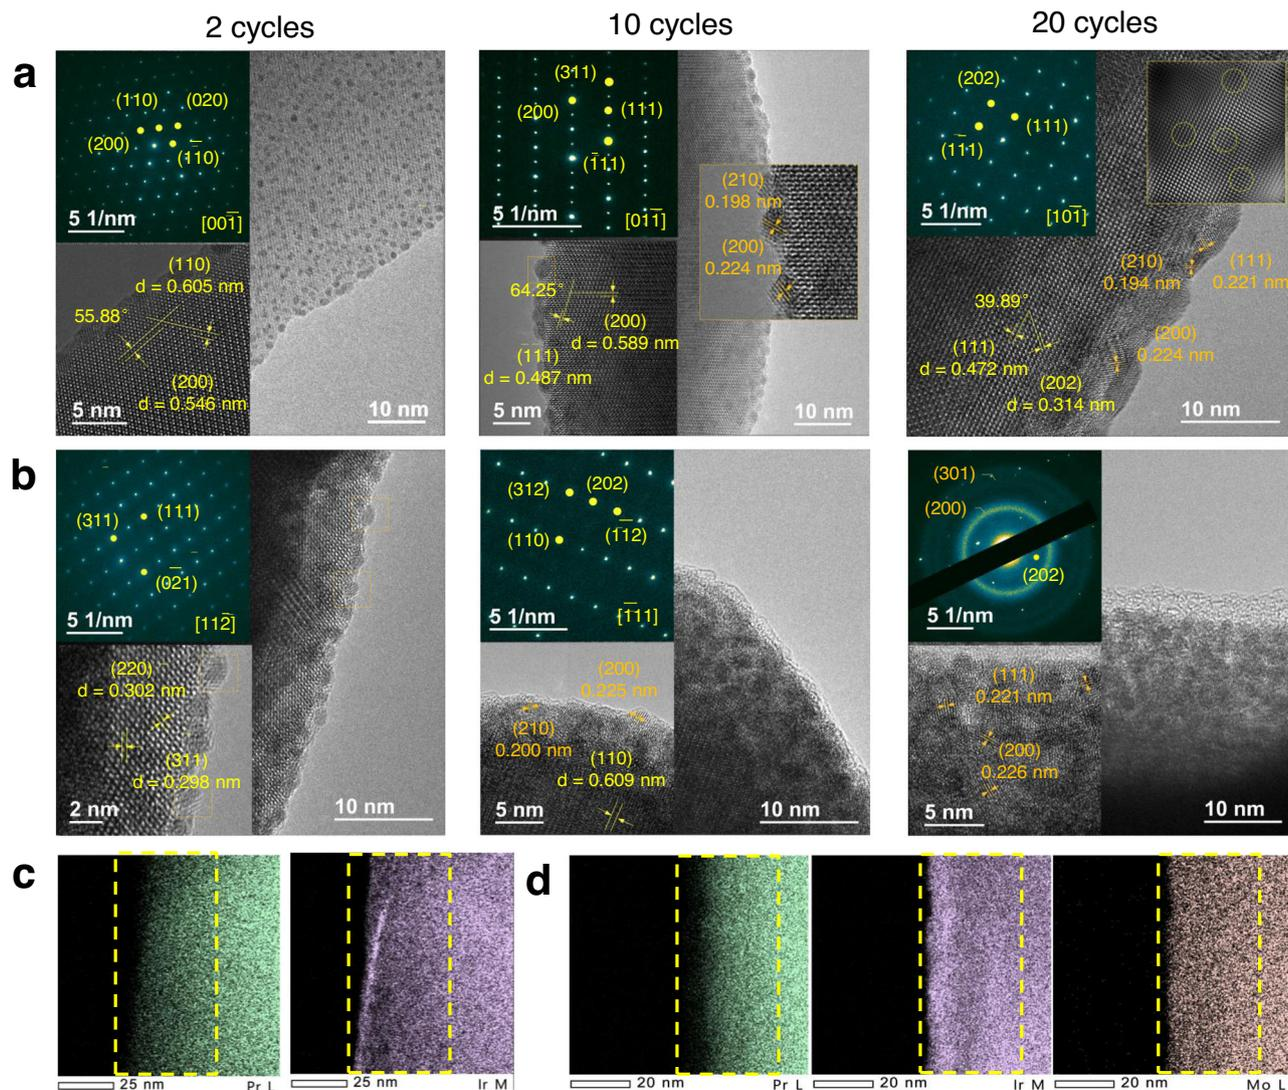 2 cycles
10 cycles
20 cycles
a
(110)
(020)
(200)
(1̄10)
5 1/nm
[001̄]
(110)
d = 0.605 nm
55.88°
(200)
d = 0.546 nm
5 nm
10 nm
(311)
(200)
(111)
(1̄11)
5 1/nm
[011̄]
(210)
0.198 nm
(200)
0.224 nm
64.25°
(200)
d = 0.589 nm
(1̄11)
d = 0.487 nm
5 nm
10 nm
(202)
(111)
(11̄1)
5 1/nm
[101̄]
(210)
0.194 nm
(111)
0.221 nm
39.89°
(200)
0.224 nm
(111)
d = 0.472 nm
(202)
d = 0.314 nm
10 nm
b
(111)
(311)
(02̄1)
5 1/nm
[112̄]
(220)
d = 0.302 nm
(311)
d = 0.298 nm
2 nm
10 nm
(312)
(202)
(1̄1̄2)
(110)
5 1/nm
[1̄11]
(200)
0.225 nm
(210)
0.200 nm
(110)
d = 0.609 nm
5 nm
10 nm
(301)
(200)
(202)
5 1/nm
(111)
0.221 nm
(200)
0.226 nm
5 nm
10 nm
c
25 nm
Pr L
25 nm
Ir M
d
20 nm
Pr L
20 nm
Ir M
20 nm
Mo L